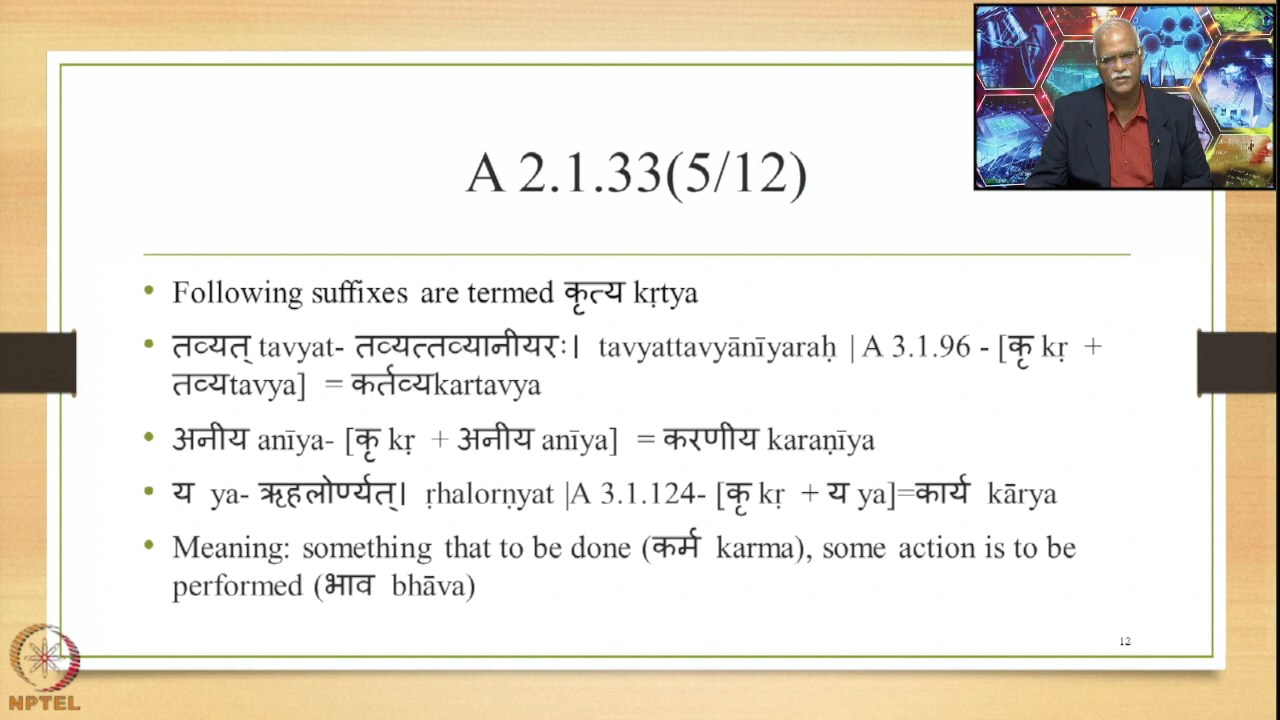 A 2.1.33(5/12)
• Following suffixes are termed कृत्य kṛtya
• तव्यत् tavyat- तव्यत्तव्यानीयरः। tavyattavyānīyaraḥ | A 3.1.96 - [कृ kṛ + तव्यtavya] = कर्तव्यkartavya
• अनीय anīya- [कृ kṛ + अनीय anīya] = करणीय karaṇīya
• य ya- ऋहलोर्ण्यत्। ṛhalorṇyat |A 3.1.124- [कृ kṛ + य ya]=कार्य kārya
• Meaning: something that to be done (कर्म karma), some action is to be performed (भाव bhāva)
12
NPTEL